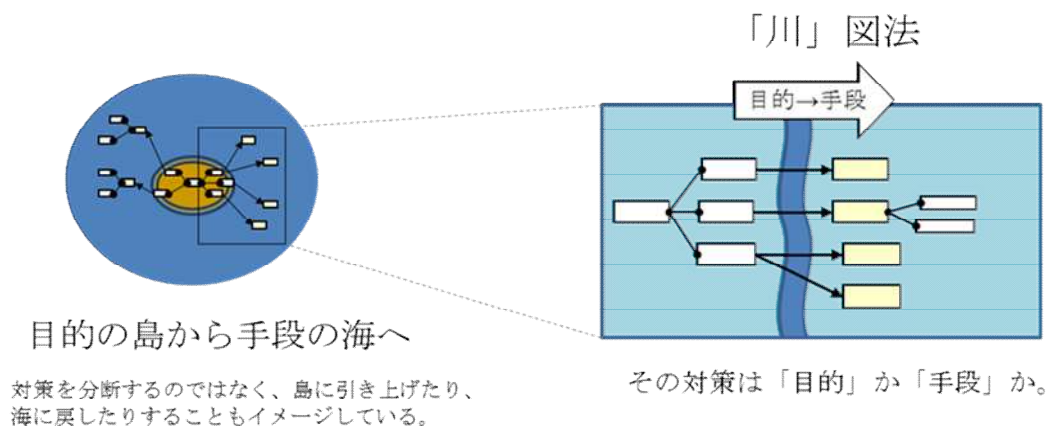 「川」図法
目的→手段
目的の島から手段の海へ
対策を分断するのではなく、島に引き上げたり、
海に戻したりすることもイメージしている。
その対策は「目的」か「手段」か。